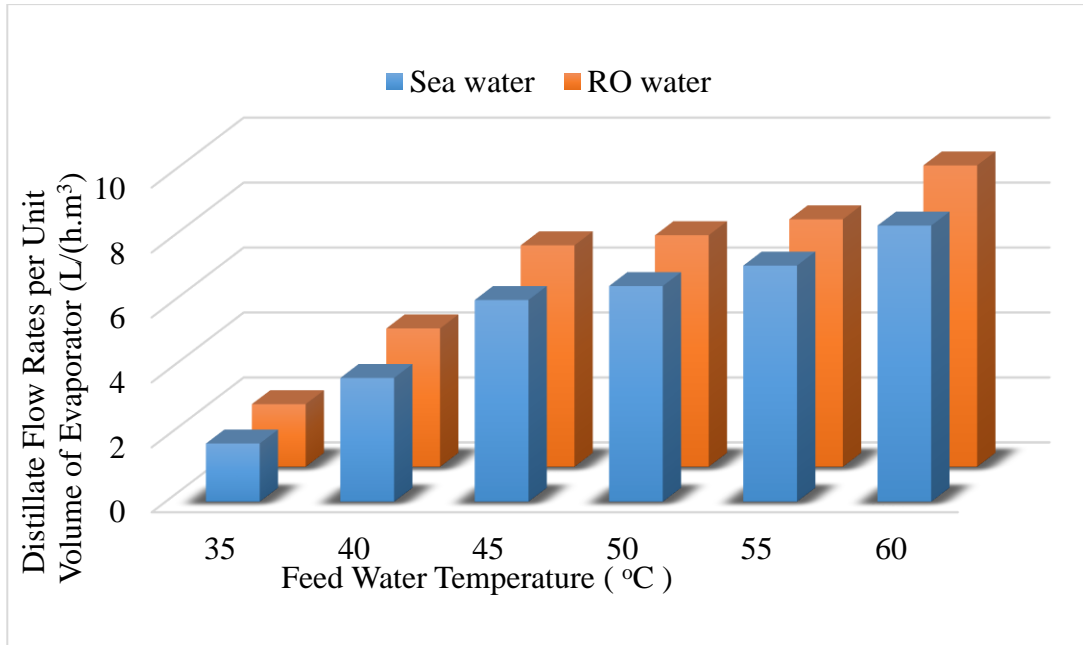 Sea water RO water
Distillate Flow Rates per Unit
Volume of Evaporator (L/(h.m³)
10
8
6
4
2
0
35 40 45 50 55 60
Feed Water Temperature ( ºC )